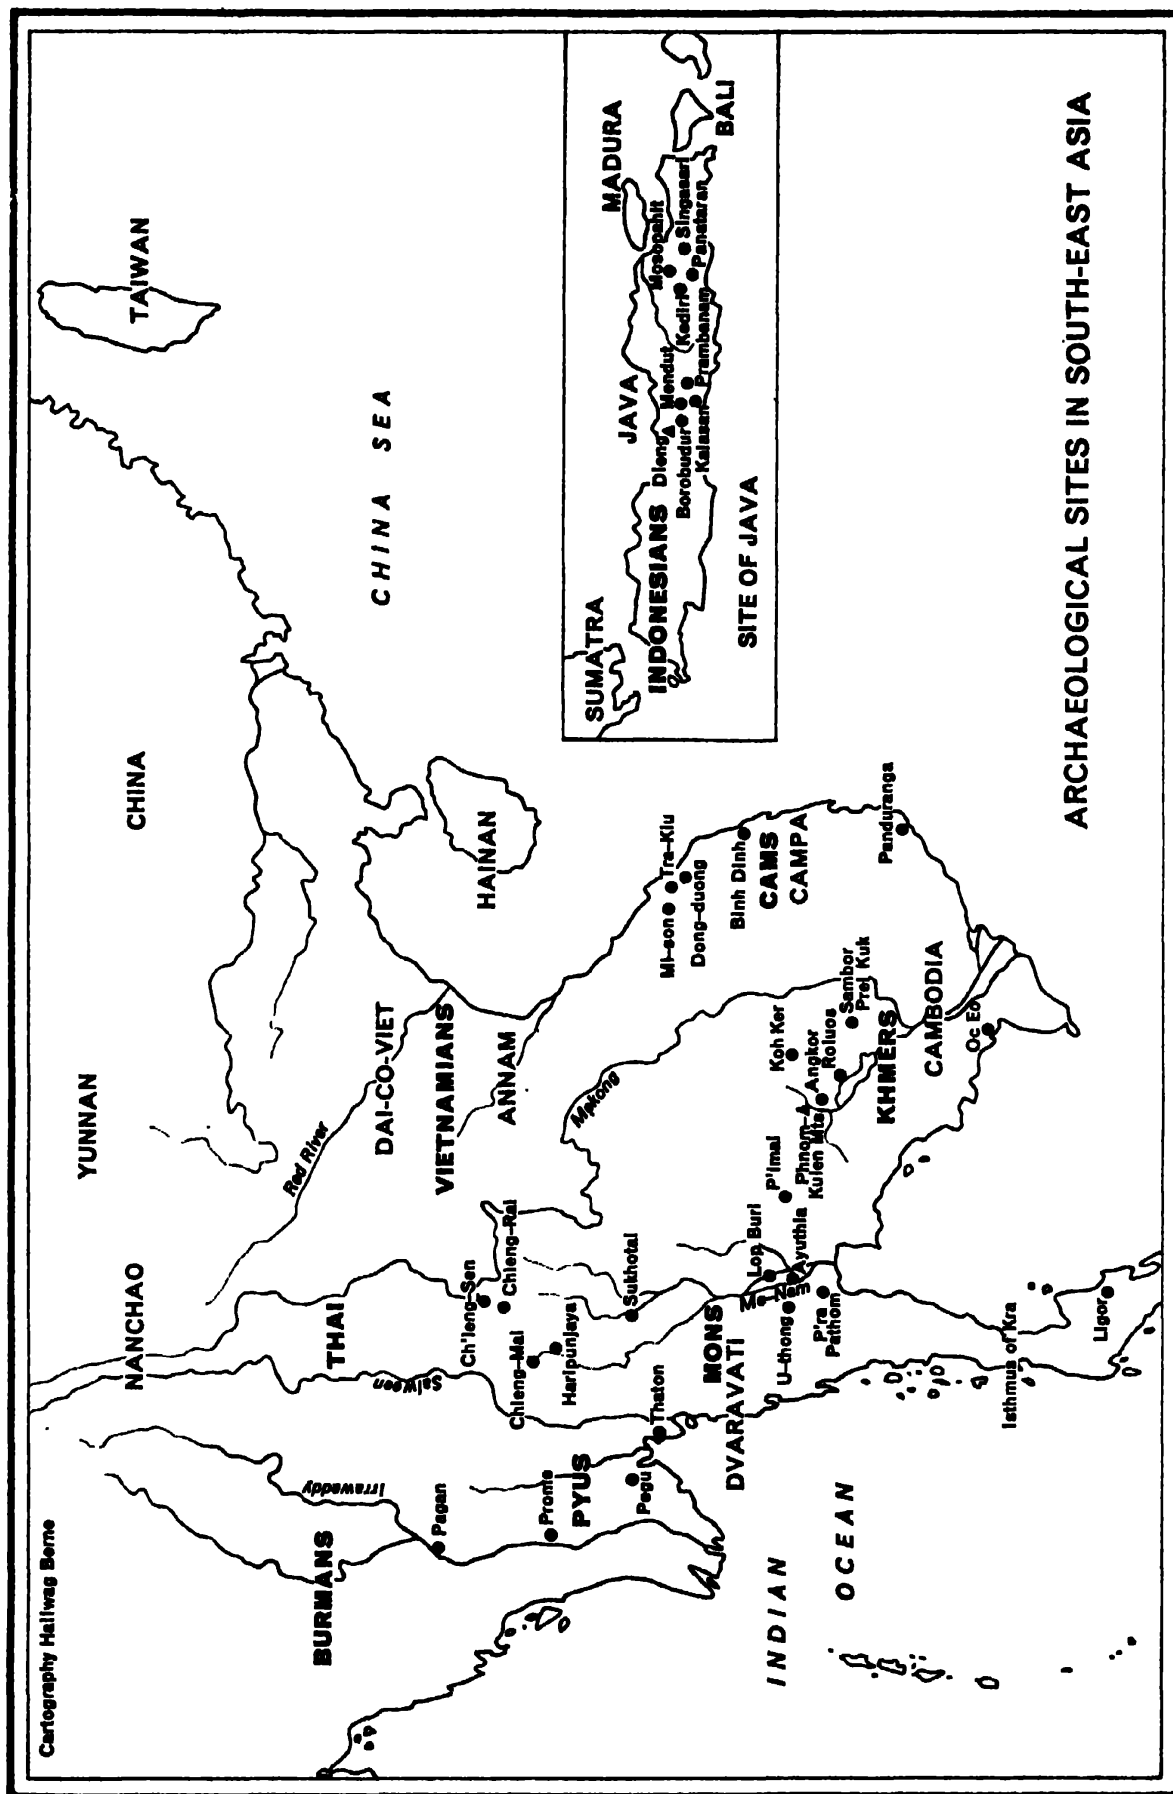 Cartography Hallwag Berne
NANCHAO
YUNNAN
CHINA
TAIWAN
BURMANS
Irrawaddy
Salween
THAI
Red River
DAI-CO-VIET
VIETNAMIANS
ANNAM
HAINAN
CHINA SEA
Pagan
Ch'ieng-Sen
Chieng-Rai
Chieng-Mai
Haripunjaya
Prome
PYUS
Pegu
Thaton
Sukhotai
Mekong
MONS
DVARAVATI
Me-Nam
Lop Buri
Ayuthia
U-thong
P'ra
Pathom
P'imai
Phnom-
Kulen Mts.
Angkor
Roluos
Koh Ker
Sambor
Prei Kuk
KHMERS
CAMBODIA
Oc Eo
Mi-son
Tra-Kiu
Dong-duong
Binh Dinh
CAMS
CAMPA
Panduranga
INDIAN
OCEAN
Isthmus of Kra
Ligor
SUMATRA
INDONESIANS
JAVA
MADURA
BALI
Dieng
Borobudur
Mendut
Kalasan
Prambanam
Kediri
Mosopahit
Singasari
Panataran
SITE OF JAVA
ARCHAEOLOGICAL SITES IN SOUTH-EAST ASIA